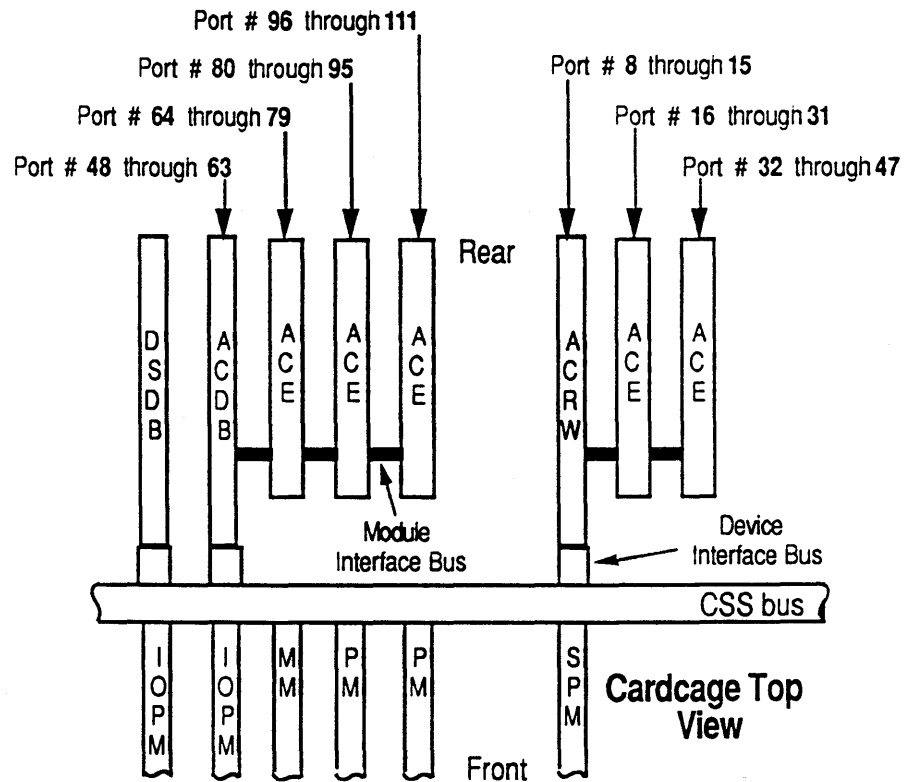 Port # 96 through 111
Port # 80 through 95
Port # 64 through 79
Port # 48 through 63
Port # 8 through 15
Port # 16 through 31
Port # 32 through 47
Rear
DSDB
ACDB
ACE
ACE
ACE
ACRW
ACE
ACE
Module
Interface Bus
Device
Interface Bus
CSS bus
IOPM
IOPM
MM
PM
PM
SPM
Cardcage Top
View
Front